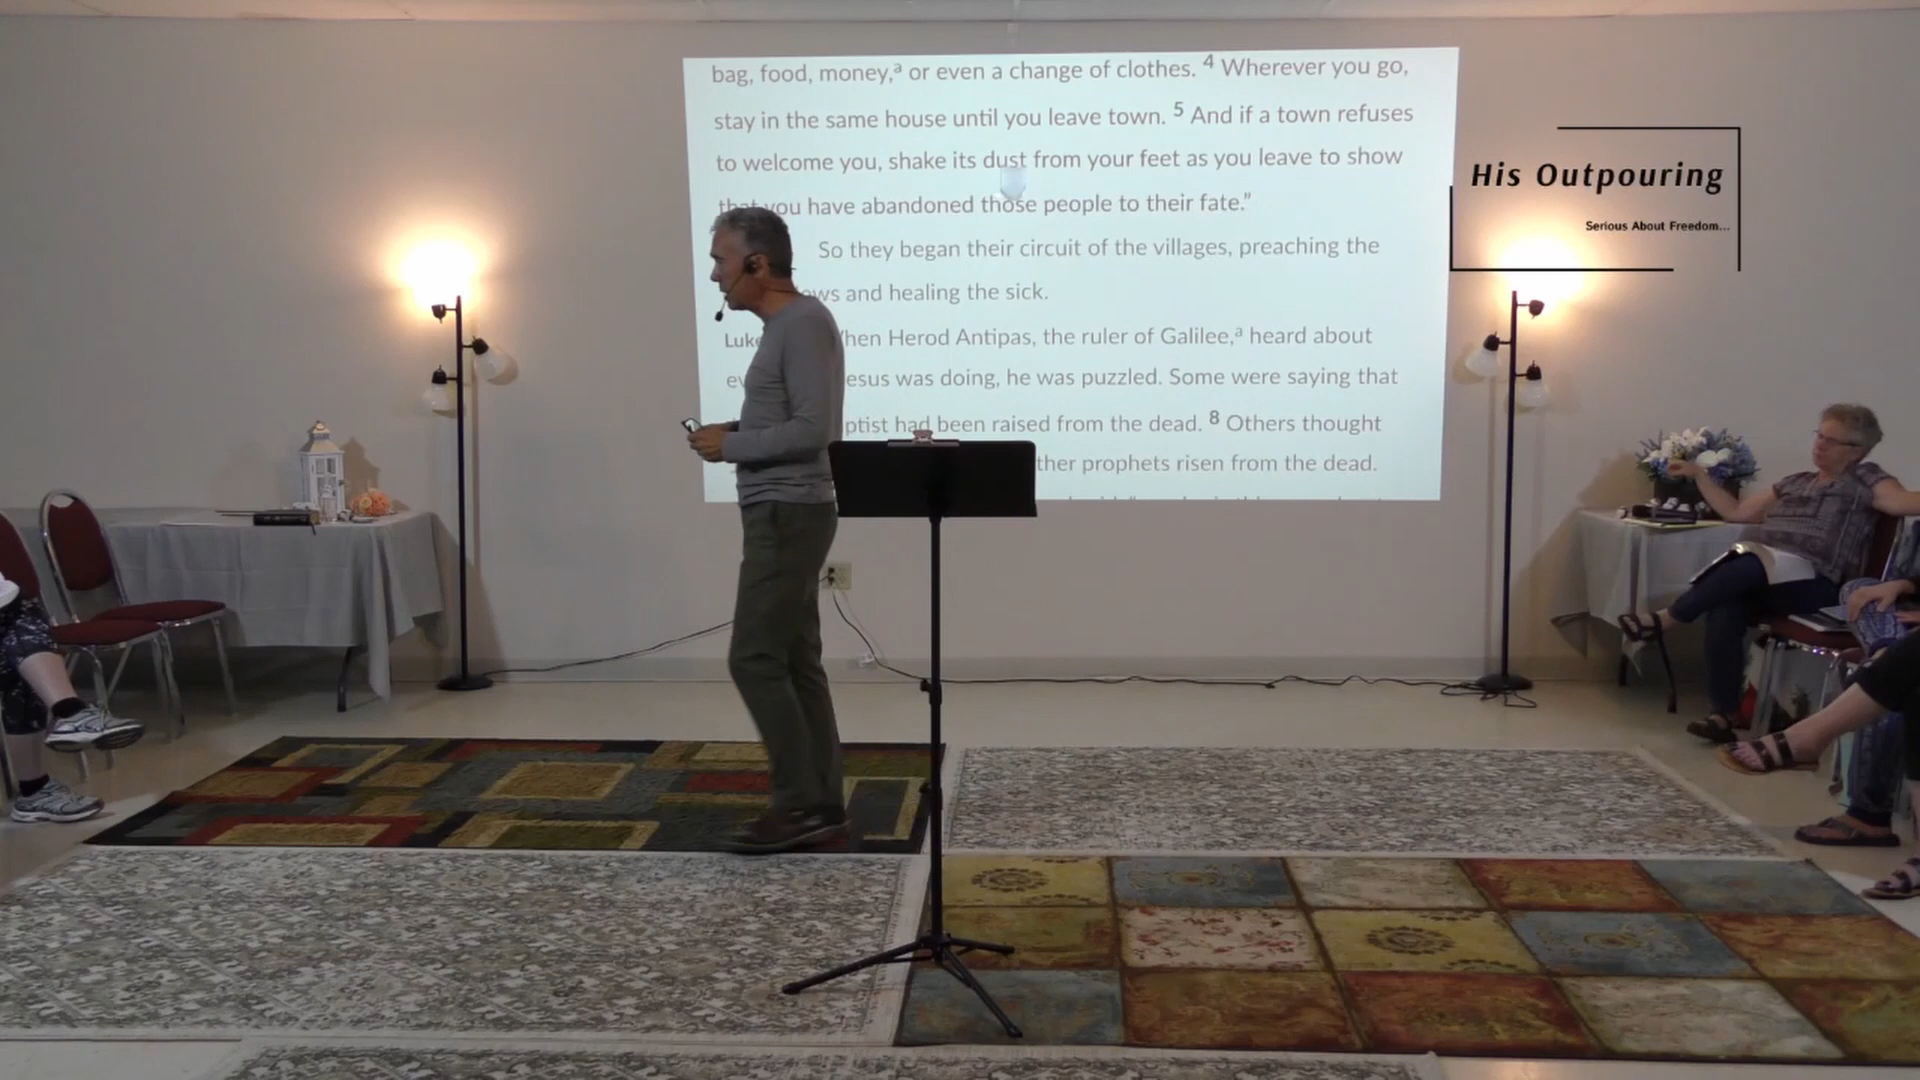 bag, food, money,a or even a change of clothes. 4 Wherever you go,
stay in the same house until you leave town. 5 And if a town refuses
to welcome you, shake its dust from your feet as you leave to show
that you have abandoned those people to their fate.”
So they began their circuit of the villages, preaching the
and healing the sick.
Luke Herod Antipas, the ruler of Galilee,a heard about
was doing, he was puzzled. Some were saying that
had been raised from the dead. 8 Others thought
prophets risen from the dead.
His Outpouring
Serious About Freedom...